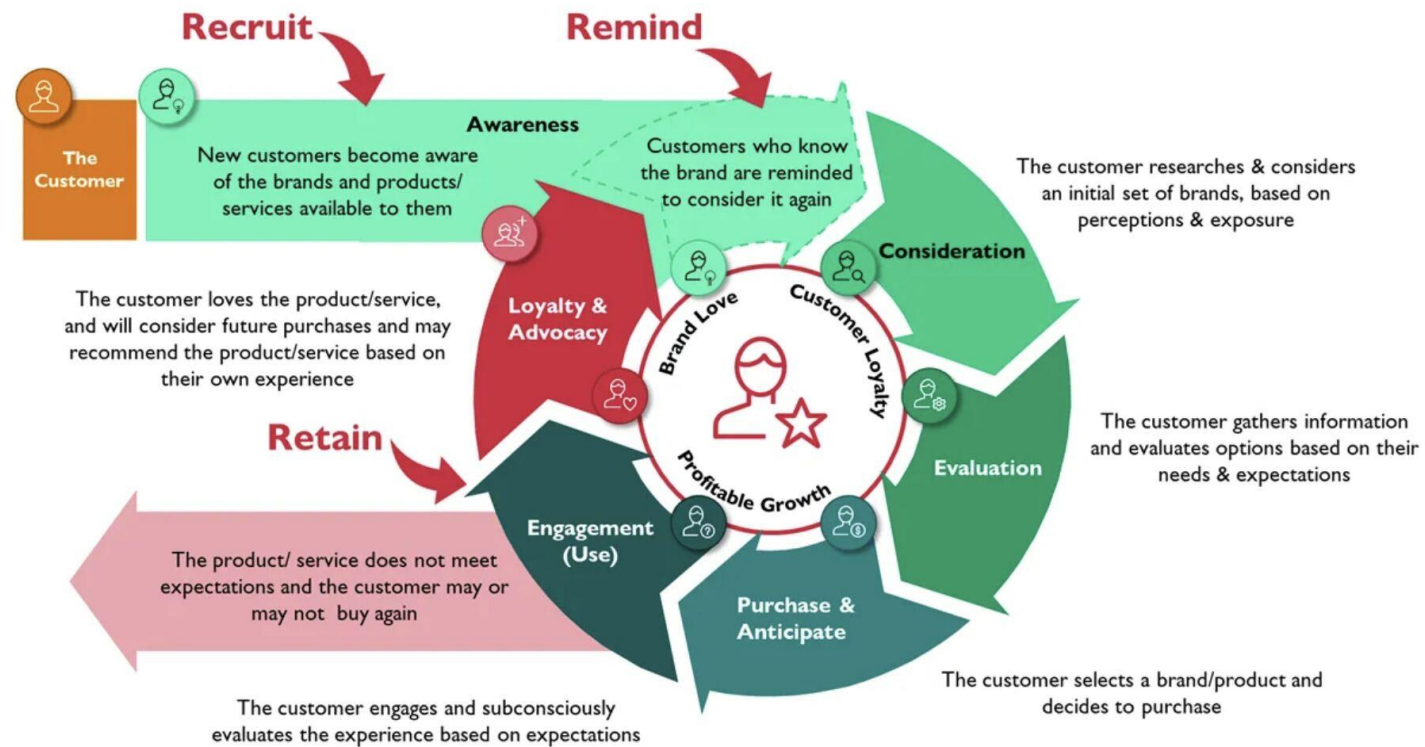 Recruit
Remind
The
Customer
Awareness
New customers become aware
of the brands and products/
services available to them
Customers who know
the brand are reminded
to consider it again
The customer researches & considers
an initial set of brands, based on
perceptions & exposure
Consideration
Evaluation
The customer gathers information
and evaluates options based on their
needs & expectations
Purchase &
Anticipate
The customer selects a brand/product and
decides to purchase
Engagement
(Use)
The customer engages and subconsciously
evaluates the experience based on expectations
The product/ service does not meet
expectations and the customer may or
may not buy again
Retain
Loyalty &
Advocacy
The customer loves the product/service,
and will consider future purchases and may
recommend the product/service based on
their own experience
Brand Love
Customer Loyalty
Profitable Growth
?
$